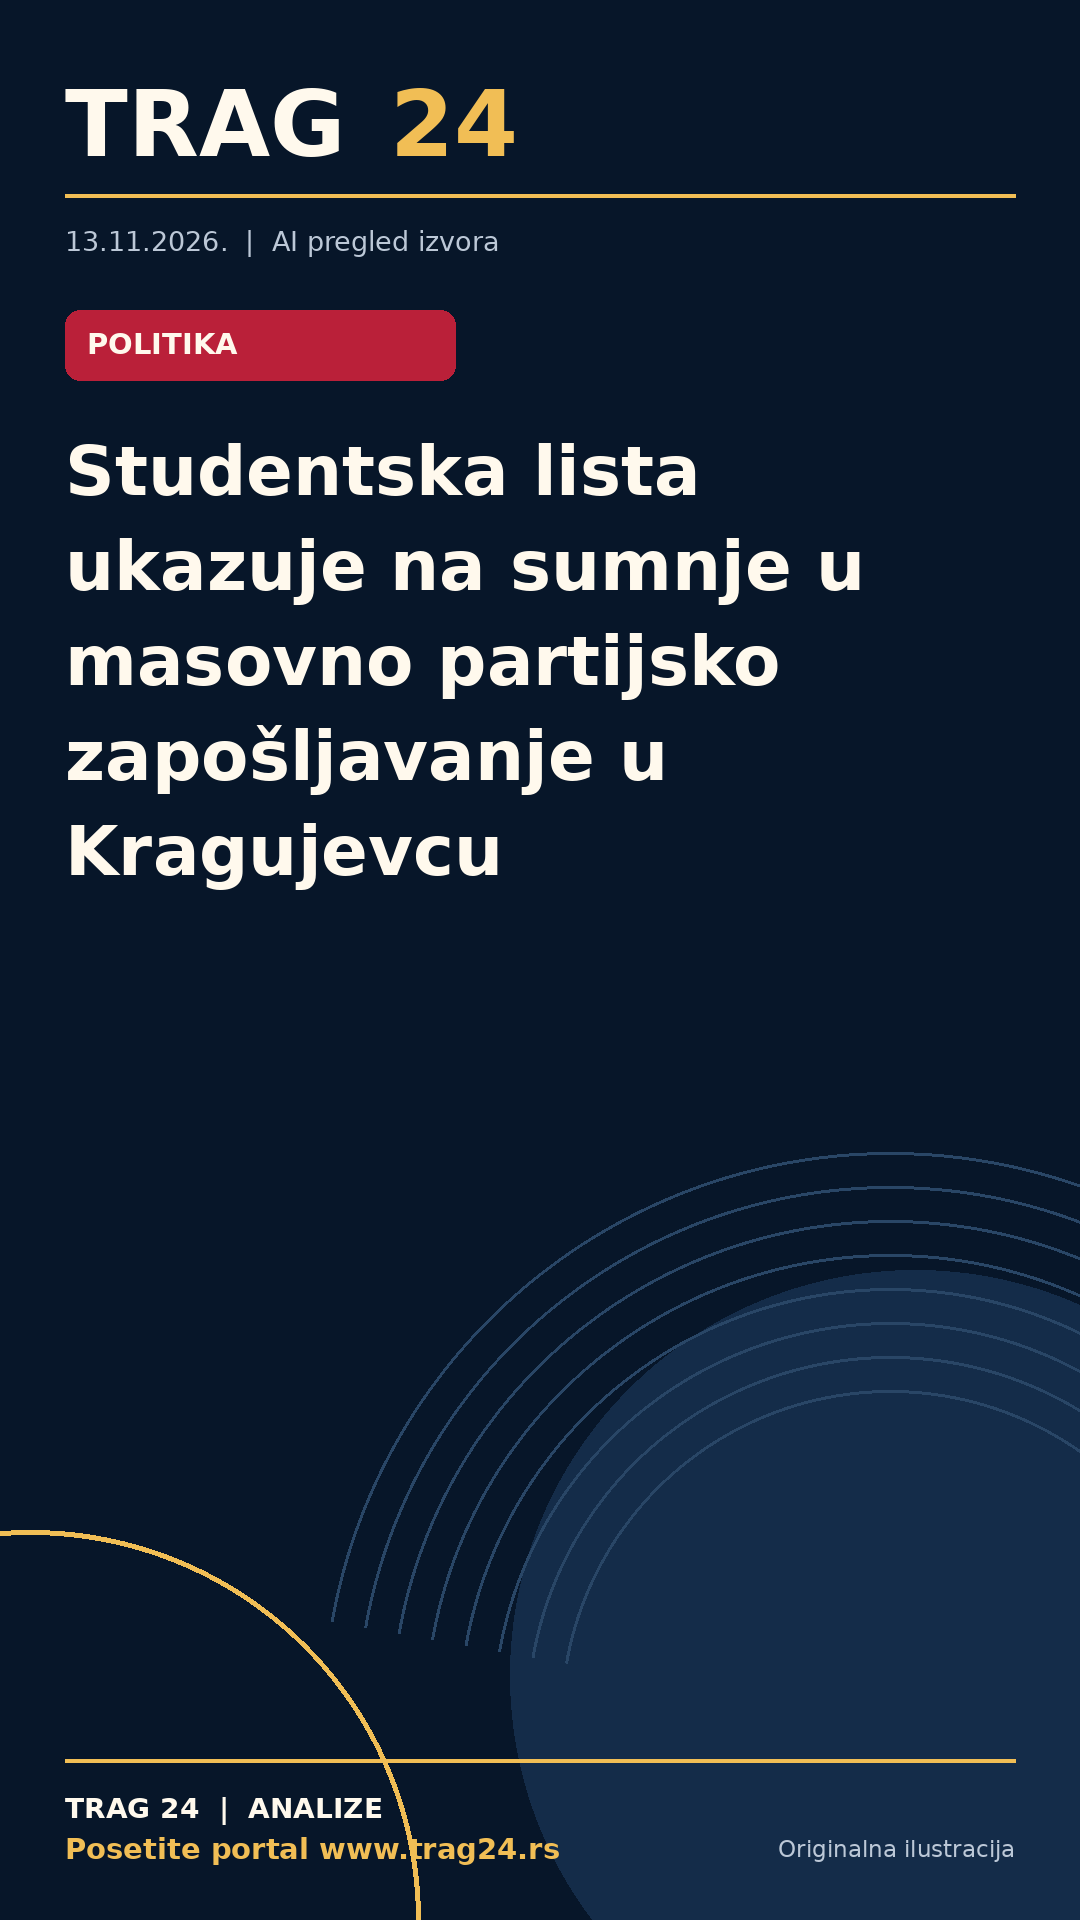 TRAG 24
13.11.2026. | AI pregled izvora
POLITIKA
Studentska lista
ukazuje na sumnje u
masovno partijsko
zapošljavanje u
Kragujevcu
TRAG 24 | ANALIZE
Posetite portal www.trag24.rs
Originalna ilustracija